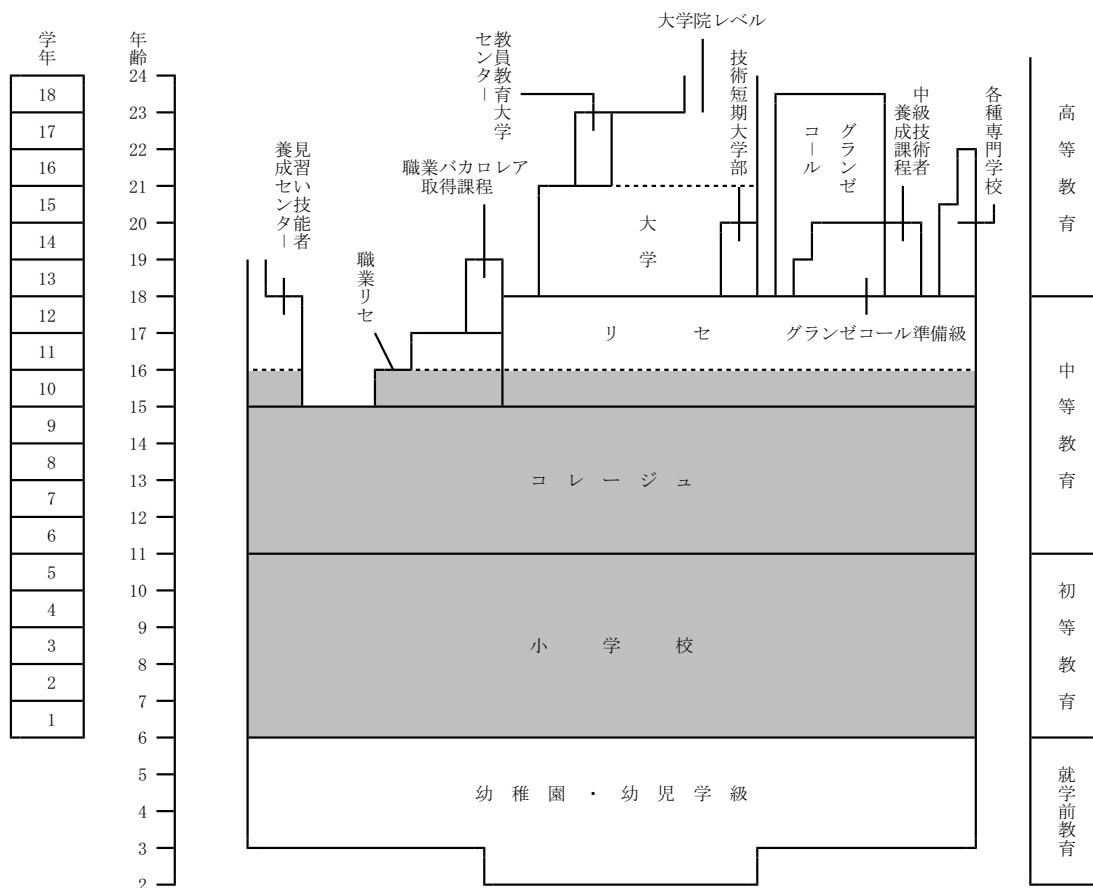 学年
年齢
24
23
22
21
20
19
18
17
16
15
14
13
12
11
10
9
8
7
6
5
4
3
2
18
17
16
15
14
13
12
11
10
9
8
7
6
5
4
3
2
1
大学院レベル
教員教育大学
センター
技術短期大学部
グランゼ
コール
中級技術者
養成課程
各種専門学校
見習い技能者
養成センター
職業バカロレア
取得課程
職業リセ
大学
リセ
グランゼコール準備級
コレージュ
小学校
幼稚園・幼児学級
高等教育
中等教育
初等教育
就学前教育